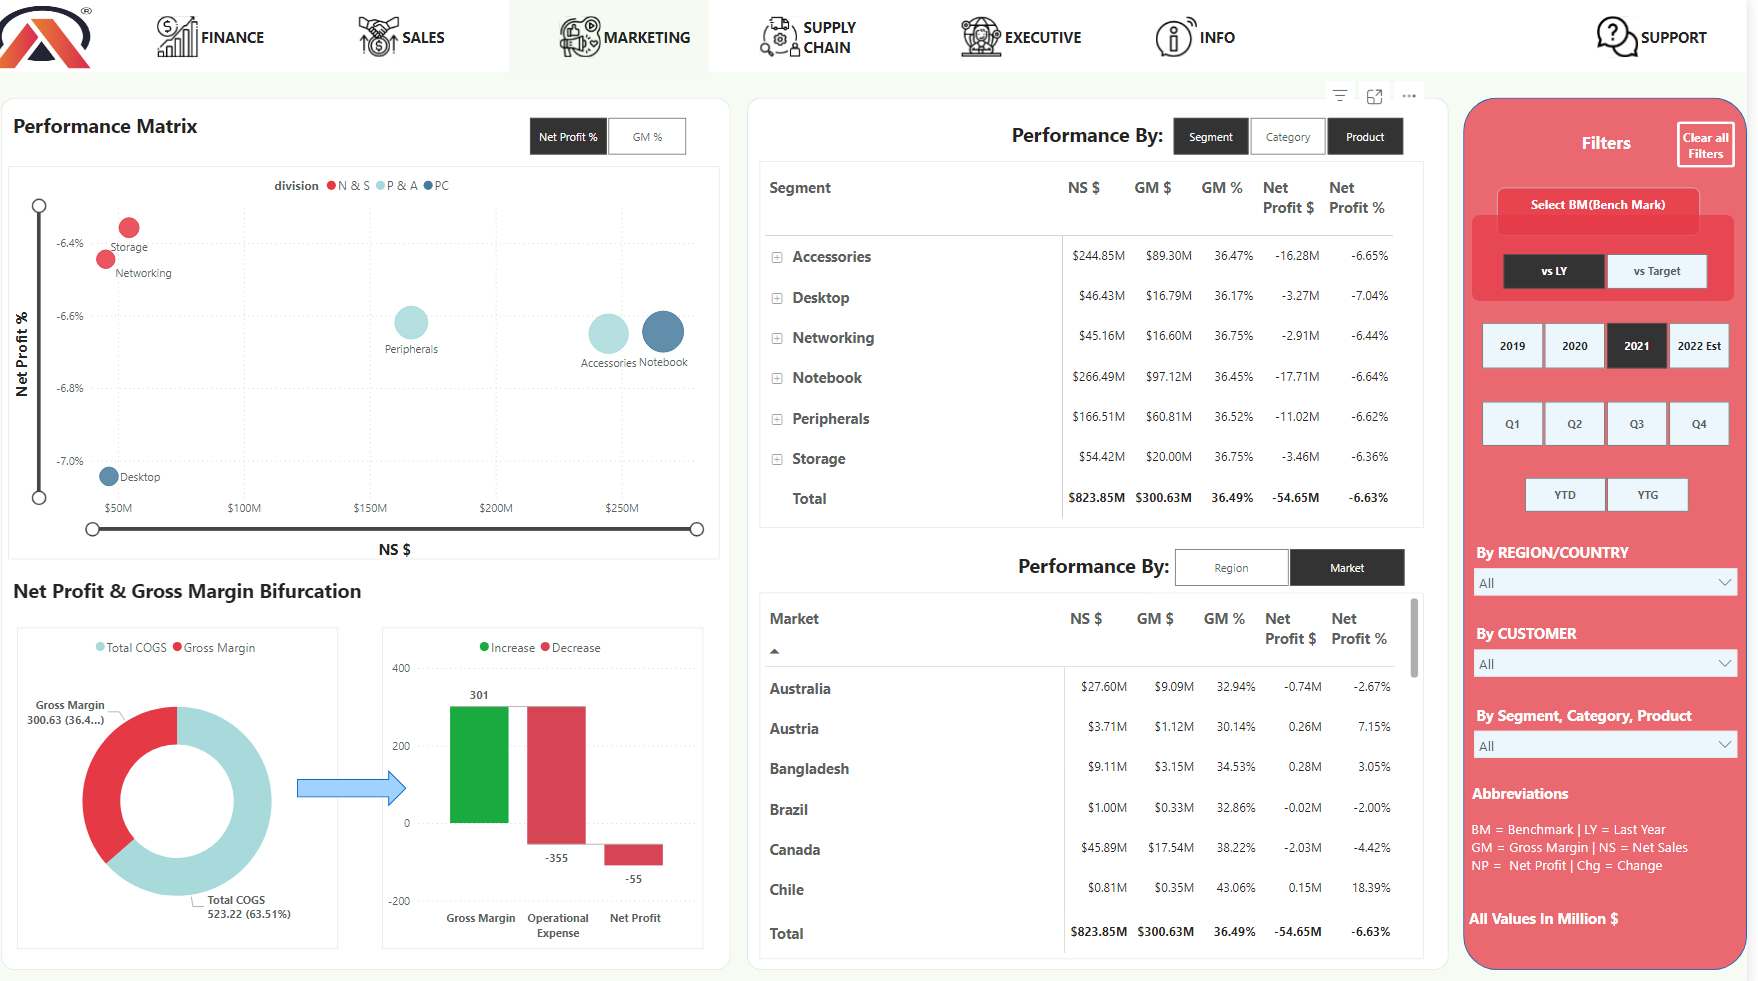 ®
FINANCE
SALES
MARKETING
SUPPLY
CHAIN
EXECUTIVE
INFO
SUPPORT
Performance Matrix
Net Profit %
GM %
division N & S P & A PC
Net Profit %
-6.4%
-6.6%
-6.8%
-7.0%
Storage
Networking
Peripherals
Accessories
Notebook
Desktop
$50M
$100M
$150M
$200M
$250M
NS $
Net Profit & Gross Margin Bifurcation
Total COGS Gross Margin
Gross Margin
300.63 (36.4...)
Total COGS
523.22 (63.51%)
Increase Decrease
400
200
0
-200
301
-355
-55
Gross Margin
Operational
Expense
Net Profit
Performance By:
Segment
Category
Product
Segment NS $ GM $ GM % Net Profit $ Net Profit %
Accessories $244.85M $89.30M 36.47% -16.28M -6.65%
Desktop $46.43M $16.79M 36.17% -3.27M -7.04%
Networking $45.16M $16.60M 36.75% -2.91M -6.44%
Notebook $266.49M $97.12M 36.45% -17.71M -6.64%
Peripherals $166.51M $60.81M 36.52% -11.02M -6.62%
Storage $54.42M $20.00M 36.75% -3.46M -6.36%
Total $823.85M $300.63M 36.49% -54.65M -6.63%
Performance By:
Region
Market
Market NS $ GM $ GM % Net Profit $ Net Profit %
Australia $27.60M $9.09M 32.94% -0.74M -2.67%
Austria $3.71M $1.12M 30.14% 0.26M 7.15%
Bangladesh $9.11M $3.15M 34.53% 0.28M 3.05%
Brazil $1.00M $0.33M 32.86% -0.02M -2.00%
Canada $45.89M $17.54M 38.22% -2.03M -4.42%
Chile $0.81M $0.35M 43.06% 0.15M 18.39%
Total $823.85M $300.63M 36.49% -54.65M -6.63%
Filters
Clear all
Filters
Select BM(Bench Mark)
vs LY
vs Target
2019
2020
2021
2022 Est
Q1
Q2
Q3
Q4
YTD
YTG
By REGION/COUNTRY
All
By CUSTOMER
All
By Segment, Category, Product
All
Abbreviations
BM = Benchmark | LY = Last Year
GM = Gross Margin | NS = Net Sales
NP = Net Profit | Chg = Change
All Values In Million $